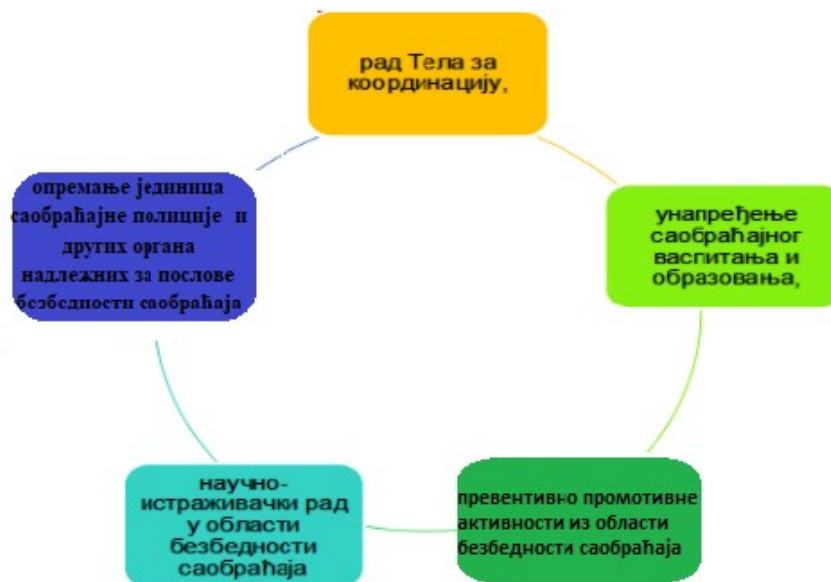 рад Тела за
координацију,
опремање јединица
саобраћајне полиције и
других органа
надлежних за послове
безбедности саобраћаја
унапређење
саобраћајног
васпитања и
образовања,
научно-
истраживачки рад
у области
безбедности
саобраћаја
превентивно промотивне
активности из области
безбедности саобраћаја